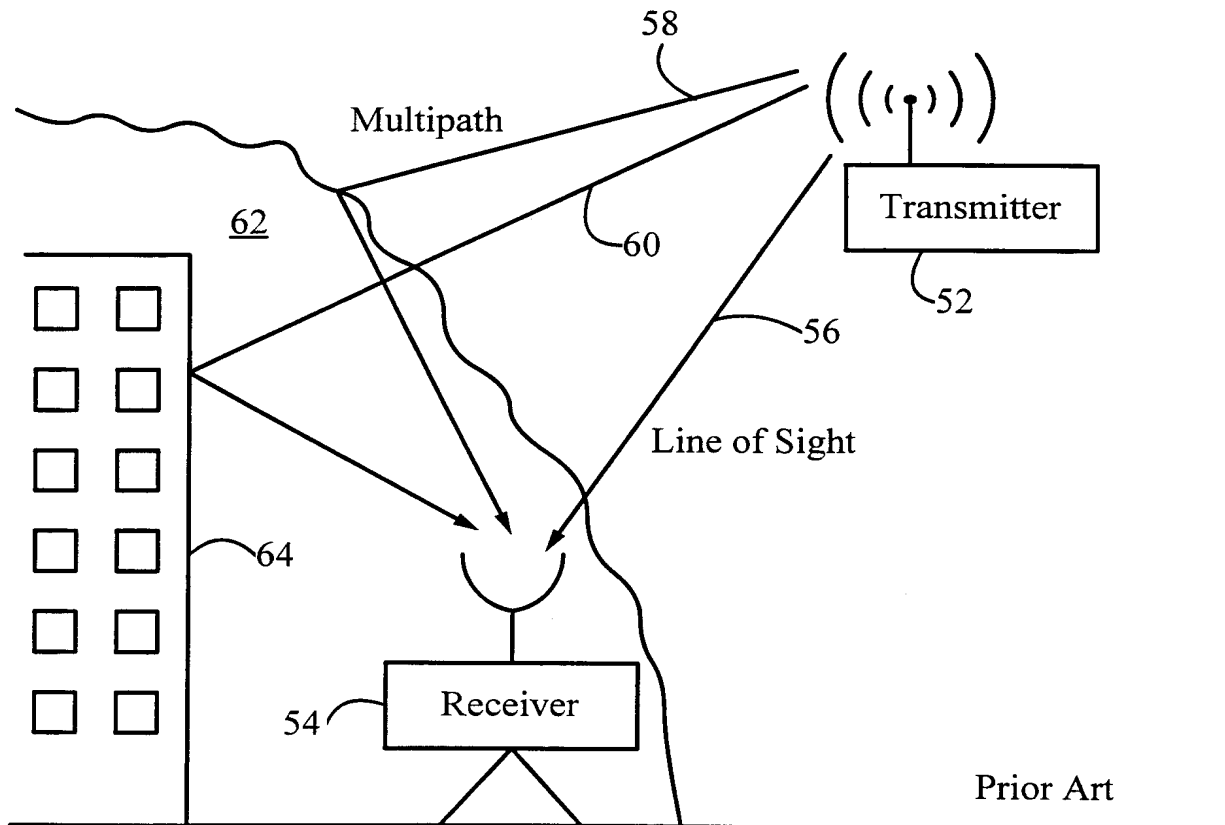 58
Multipath
Transmitter
62
60
52
56
Line of Sight
64
Receiver
54
Prior Art